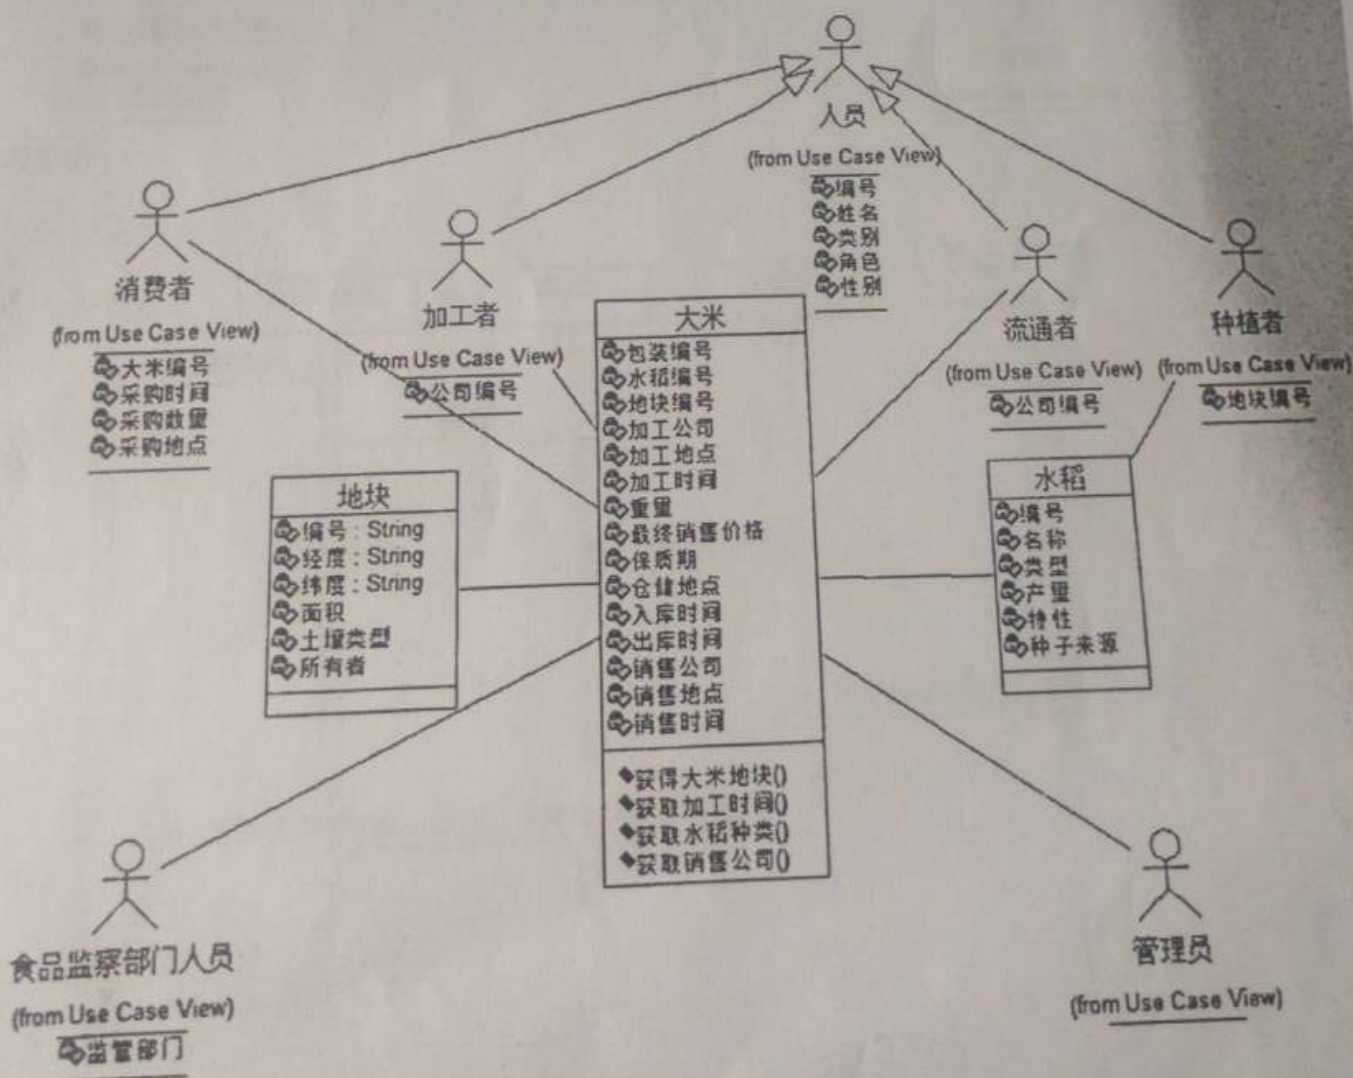 人员
(from Use Case View)
编号
姓名
类别
角色
性别
消费者
(from Use Case View)
大米编号
采购时间
采购数量
采购地点
加工者
(from Use Case View)
公司编号
大米
包装编号
水稻编号
地块编号
加工公司
加工地点
加工时间
重量
最终销售价格
保质期
仓储地点
入库时间
出库时间
销售公司
销售地点
销售时间
获得大米地块()
获取加工时间()
获取水稻种类()
获取销售公司()
流通者
(from Use Case View)
公司编号
种植者
(from Use Case View)
地块编号
地块
编号 : String
经度 : String
纬度 : String
面积
土壤类型
所有者
水稻
编号
名称
类型
产量
特性
种子来源
食品监察部门人员
(from Use Case View)
监管部门
管理员
(from Use Case View)